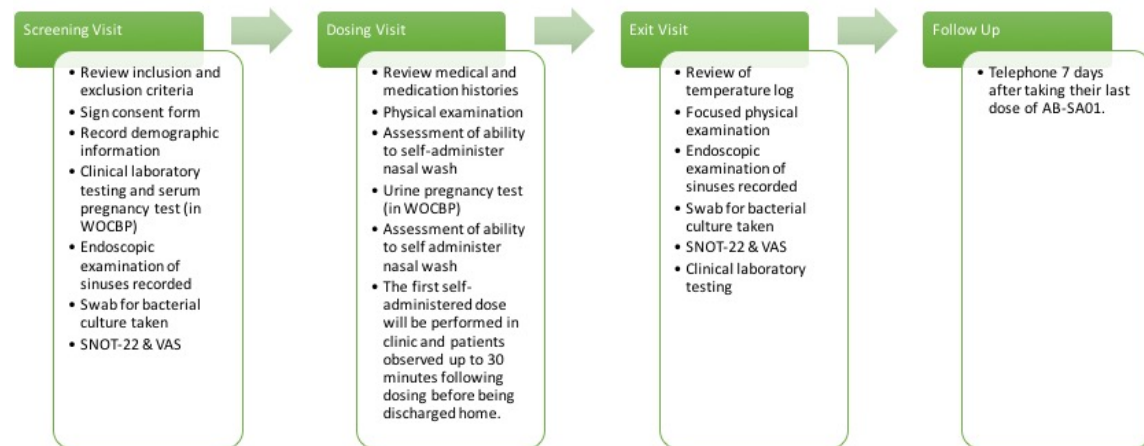 Screening Visit
• Review inclusion and
exclusion criteria
• Sign consent form
• Record demographic
information
• Clinical laboratory
testing and serum
pregnancy test (in
WOCBP)
• Endoscopic
examination of
sinuses recorded
• Swab for bacterial
culture taken
• SNOT-22 & VAS
Dosing Visit
• Review medical and
medication histories
• Physical examination
• Assessment of ability
to self-administer
nasal wash
• Urine pregnancy test
(in WOCBP)
• Assessment of ability
to self administer
nasal wash
• The first self-
administered dose
will be performed in
clinic and patients
observed up to 30
minutes following
dosing before being
discharged home.
Exit Visit
• Review of
temperature log
• Focused physical
examination
• Endoscopic
examination of
sinuses recorded
• Swab for bacterial
culture taken
• SNOT-22 & VAS
• Clinical laboratory
testing
Follow Up
• Telephone 7 days
after taking their last
dose of AB-SA01.